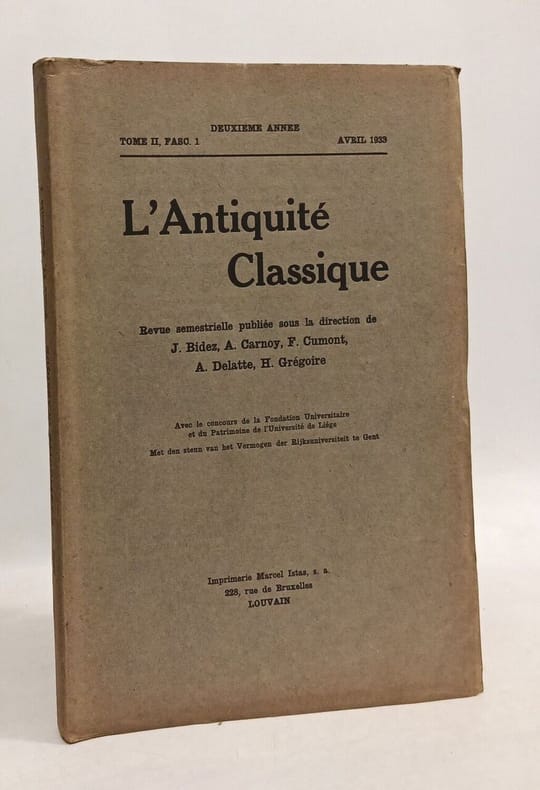 DEUXIEME ANNEE
TOME II, FASC. 1 AVRIL 1933
L'Antiquité
Classique
Revue semestrielle publiée sous la direction de
J. Bidez, A. Carnoy, F. Cumont,
A. Delatte, H. Grégoire
Avec le concours de la Fondation Universitaire
et du Patrimoine de l'Université de Liége
Met den steun van het Vermogen der Rijksuniversiteit te Gent
Imprimerie Marcel Istas, s. a.
228, rue de Bruxelles
LOUVAIN